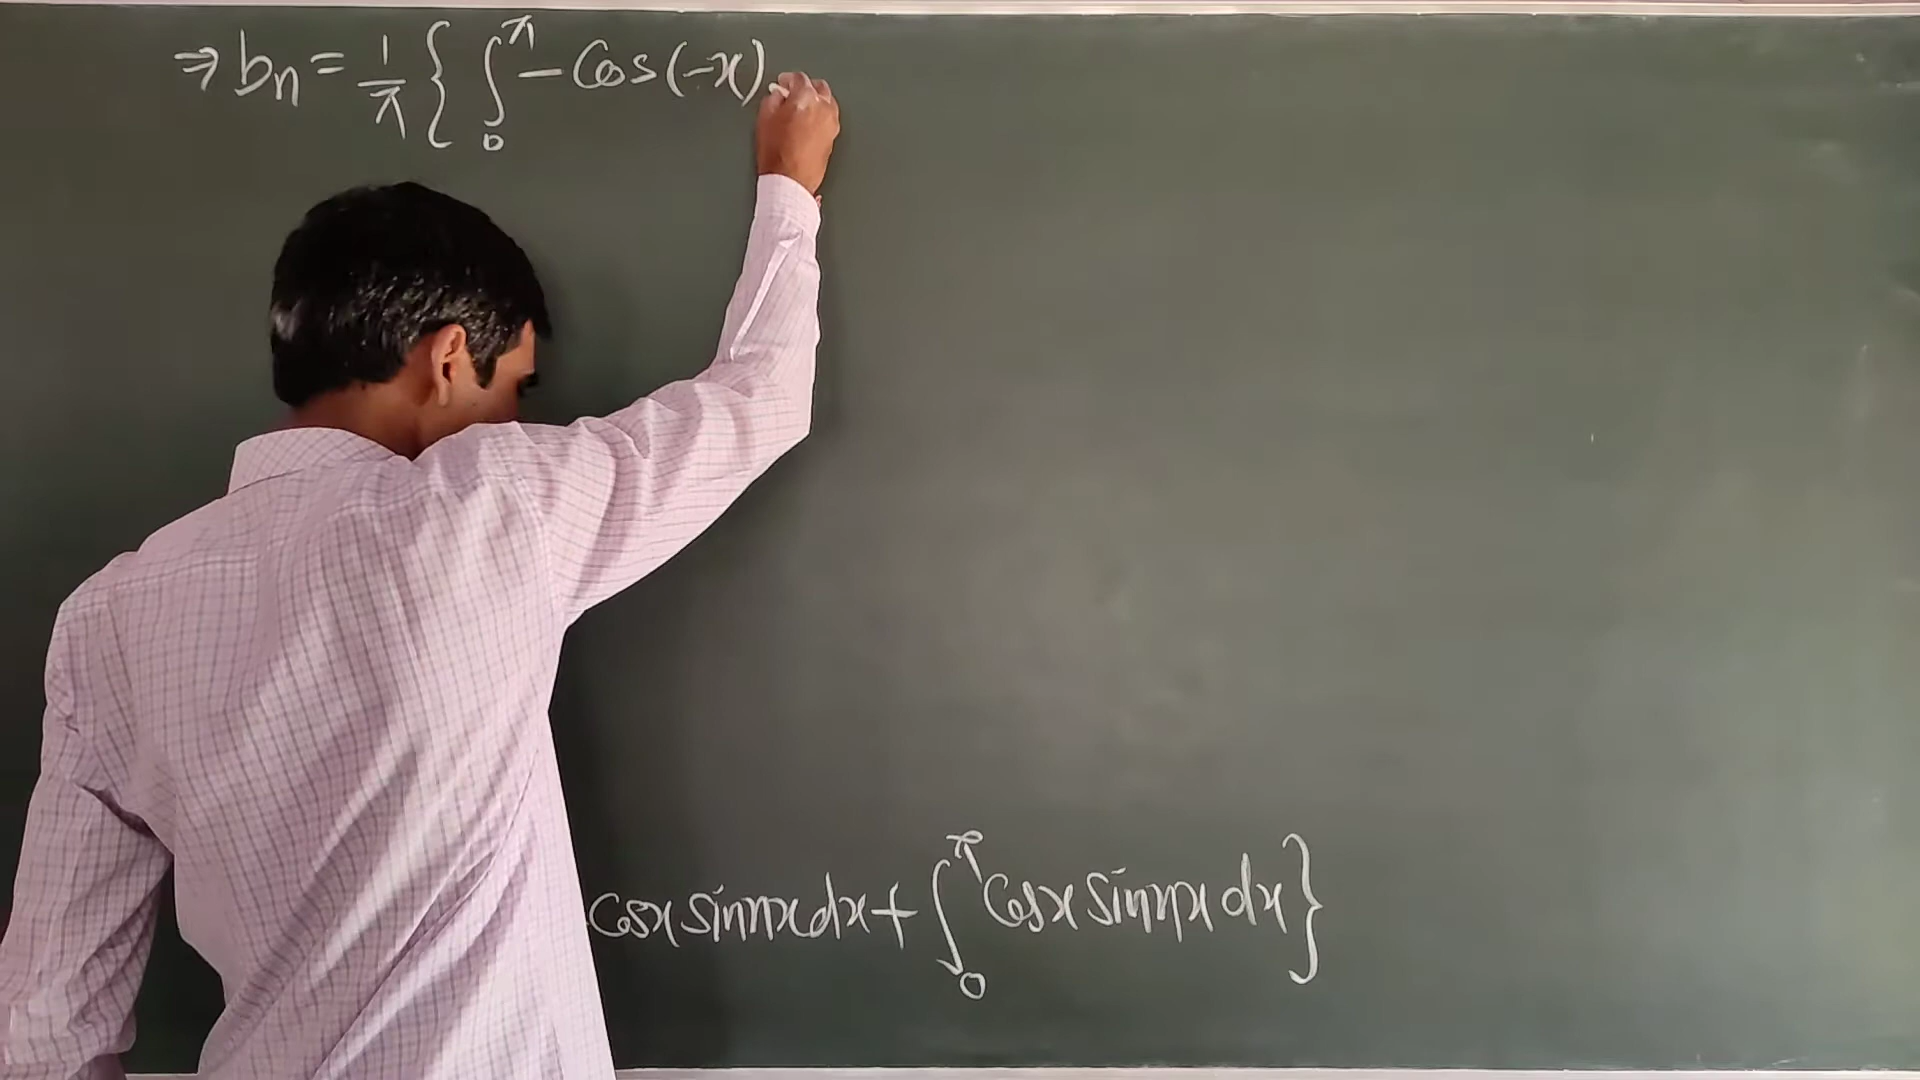 ⇒ bn = 1/π { ∫₀^π - Cos(-x)
cosx sinnx dx + ∫₀^π Cosx sinnx dx }